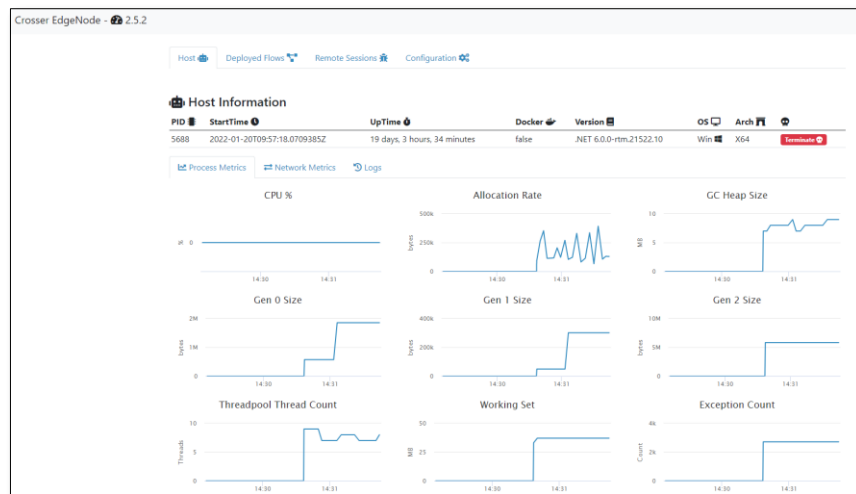 Crosser EdgeNode - 2.5.2
Host Deployed Flows Remote Sessions Configuration
Host Information
PID StartTime UpTime Docker Version OS Arch
5688 2022-01-20T09:57:18.0709385Z 19 days, 3 hours, 34 minutes false .NET 6.0.0-rtm.21522.10 Win X64 Terminate
Process Metrics Network Metrics Logs
CPU % Allocation Rate GC Heap Size
% 0 14:30 14:31
bytes 500k 250k 0 14:30 14:31
MB 10 5 0 14:30 14:31
Gen 0 Size Gen 1 Size Gen 2 Size
bytes 2M 1M 0 14:30 14:31
bytes 400k 200k 0 14:30 14:31
bytes 10M 5M 0 14:30 14:31
Threadpool Thread Count Working Set Exception Count
Threads 10 5 0 14:30 14:31
MB 50 25 0 14:30 14:31
Count 4k 2k 0 14:30 14:31